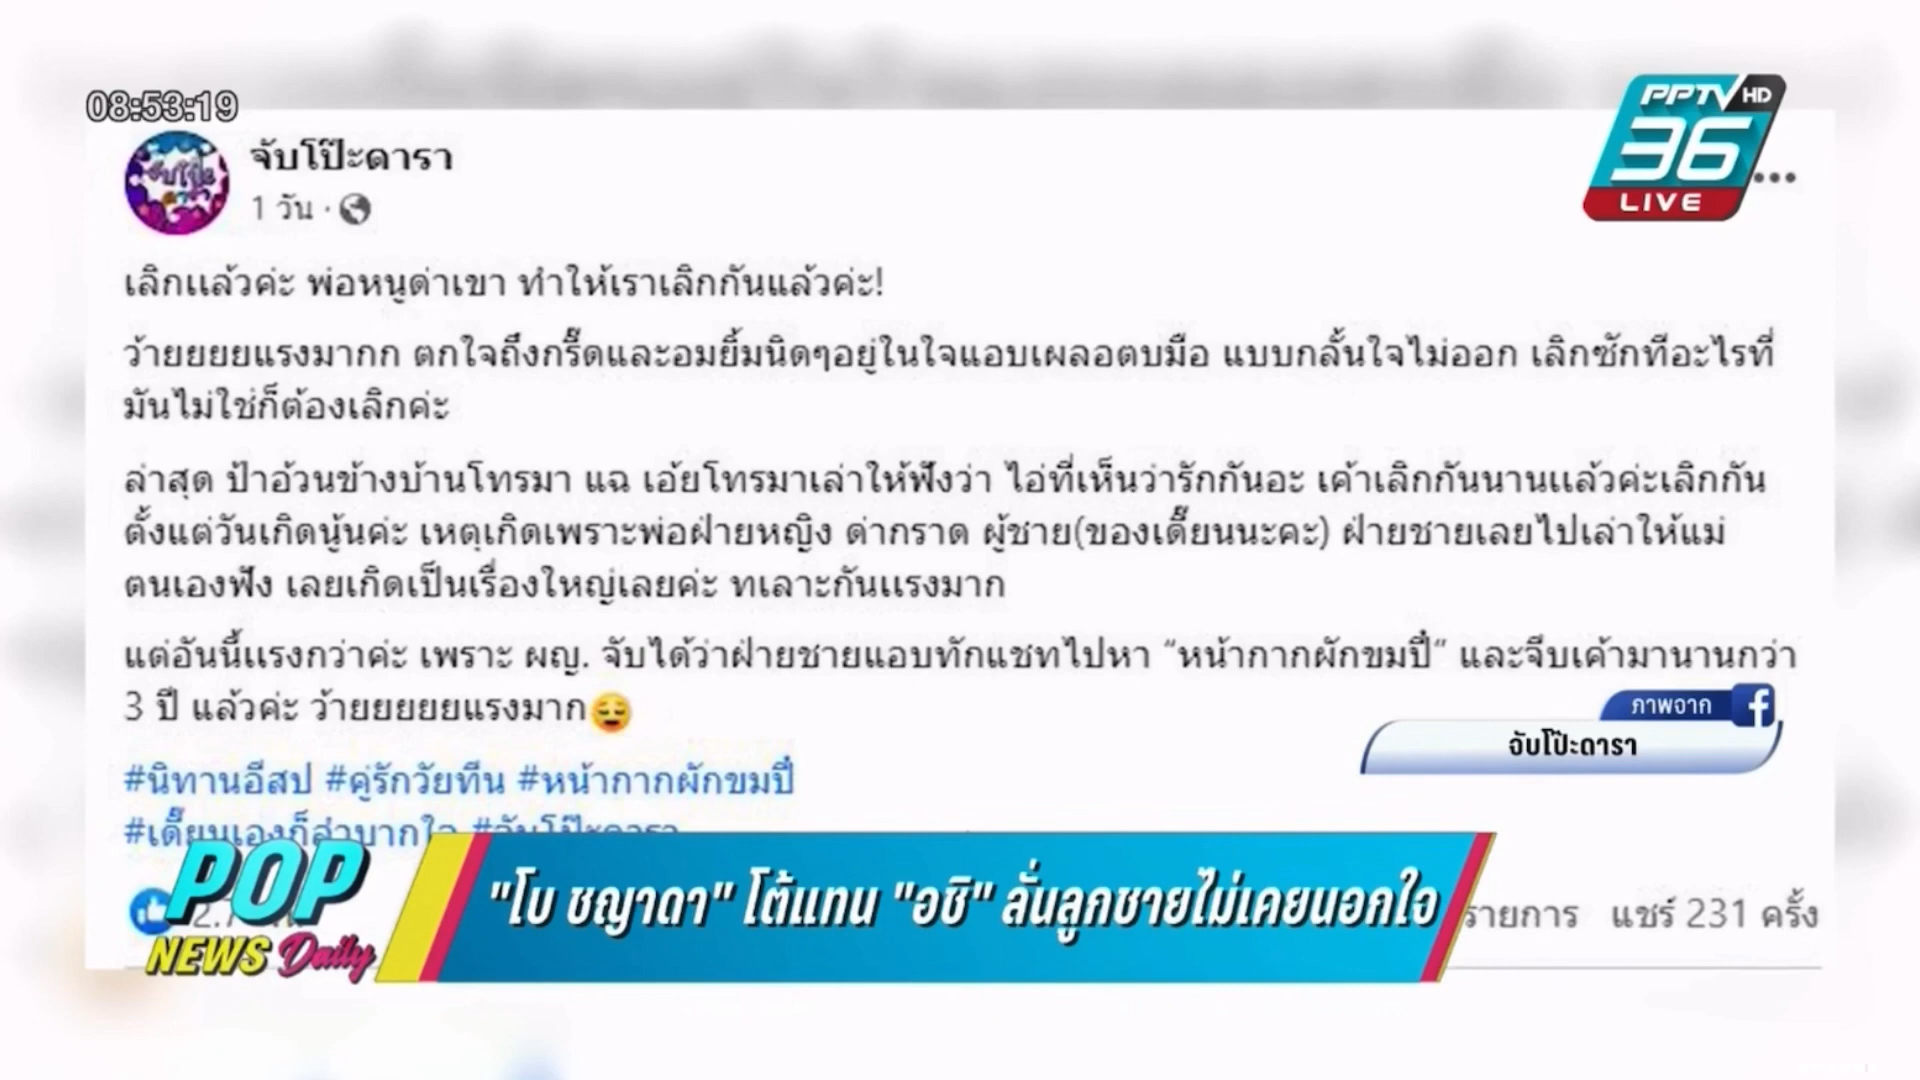 08:53:19
PPTV HD
36
LIVE
จับโป๊ะดารา
1 วัน ·
เลิกแล้วค่ะ พ่อหนูด่าเขา ทำให้เราเลิกกันแล้วค่ะ!
ว้ายยยยแรงมากก ตกใจถึงกรี๊ดและอมยิ้มนิดๆอยู่ในใจแอบเผลอตบมือ แบบกลั้นใจไม่ออก เลิกซักทีอะไรที่
มันไม่ใช่ก็ต้องเลิกค่ะ
ล่าสุด ป้าอ้วนข้างบ้านโทรมา แฉ เอ้ยโทรมาเล่าให้ฟังว่า ไอ่ที่เห็นว่ารักกันอะ เค้าเลิกกันนานแล้วค่ะเลิกกัน
ตั้งแต่วันเกิดนู้นค่ะ เหตุเกิดเพราะพ่อฝ่ายหญิง ด่ากราด ผู้ชาย(ของเดี๊ยนนะคะ) ฝ่ายชายเลยไปเล่าให้แม่
ตนเองฟัง เลยเกิดเป็นเรื่องใหญ่เลยค่ะ ทเลาะกันแรงมาก
แต่อันนี้แรงกว่าค่ะ เพราะ ผญ. จับได้ว่าฝ่ายชายแอบทักแชทไปหา “หน้ากากผักขมปี๋” และจีบเค้ามานานกว่า
3 ปี แล้วค่ะ ว้ายยยยยแรงมาก😌
ภาพจาก
จับโป๊ะดารา
#นิทานอีสป #คู่รักวัยทีน #หน้ากากผักขมปี๋
#เดี๊ยนเองก็ลำบากใจ #จับโป๊ะดารา
POP
NEWS Daily
"โบ ชญาดา" โต้แทน "อชิ" ลั่นลูกชายไม่เคยนอกใจ
รายการ แชร์ 231 ครั้ง